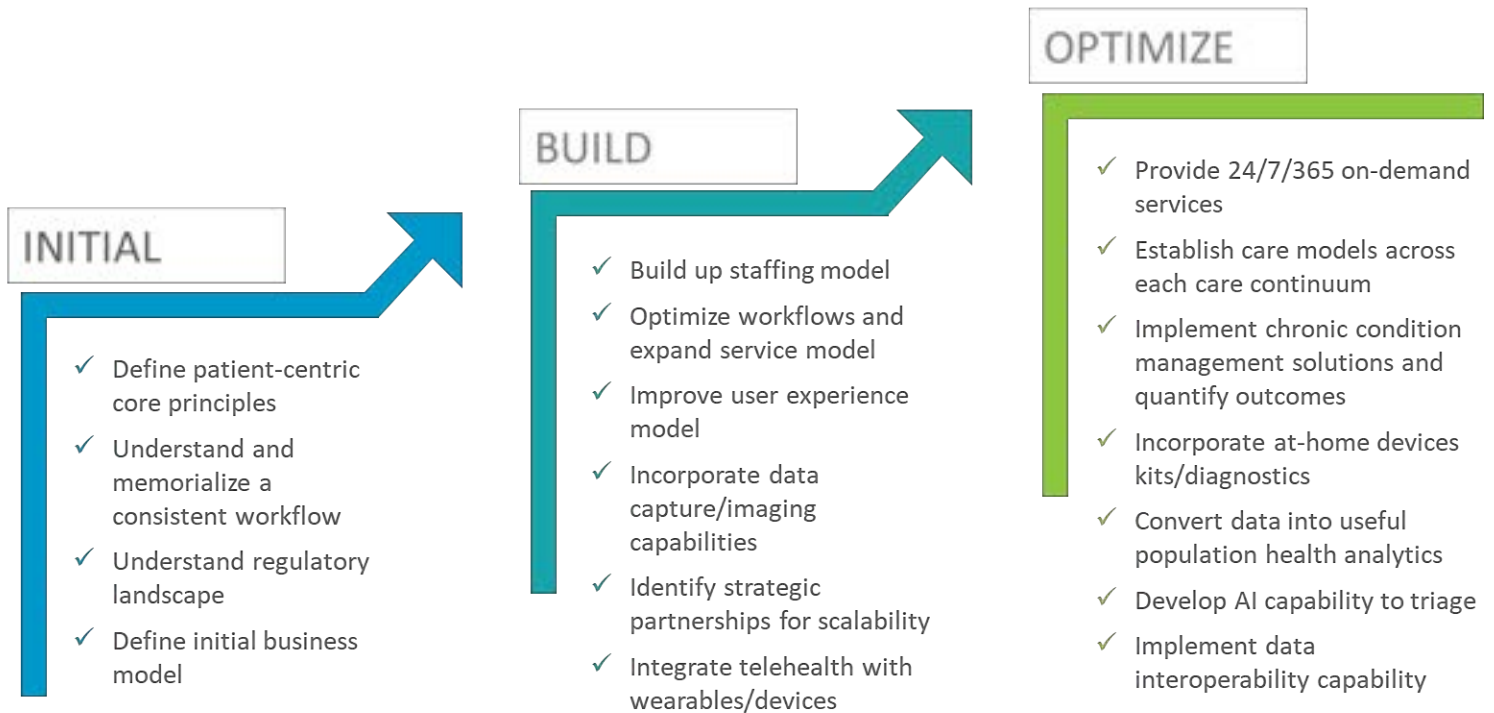 INITIAL
Define patient-centric
core principles
Understand and
memorialize a
consistent workflow
Understand regulatory
landscape
Define initial business
model
BUILD
Build up staffing model
Optimize workflows and
expand service model
Improve user experience
model
Incorporate data
capture/imaging
capabilities
Identify strategic
partnerships for scalability
Integrate telehealth with
wearables/devices
OPTIMIZE
Provide 24/7/365 on-demand
services
Establish care models across
each care continuum
Implement chronic condition
management solutions and
quantify outcomes
Incorporate at-home devices
kits/diagnostics
Convert data into useful
population health analytics
Develop AI capability to triage
Implement data
interoperability capability